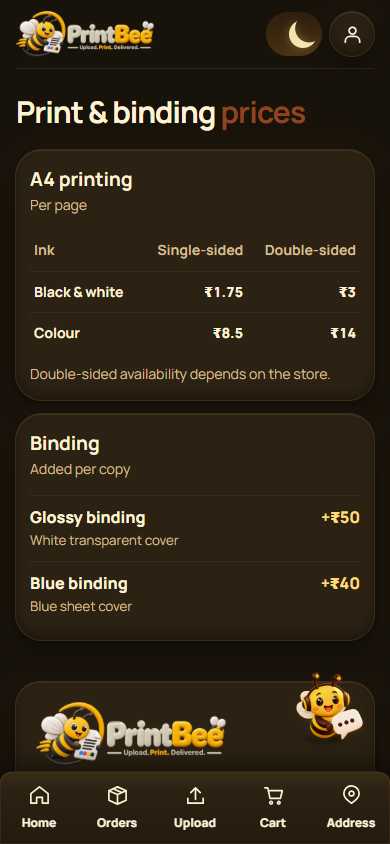 PrintBee
Upload. Print. Delivered.
Print & binding prices
A4 printing
Per page
Ink Single-sided Double-sided
Black & white ₹1.75 ₹3
Colour ₹8.5 ₹14
Double-sided availability depends on the store.
Binding
Added per copy
Glossy binding +₹50
White transparent cover
Blue binding +₹40
Blue sheet cover
PrintBee
Upload. Print. Delivered.
Home Orders Upload Cart Address